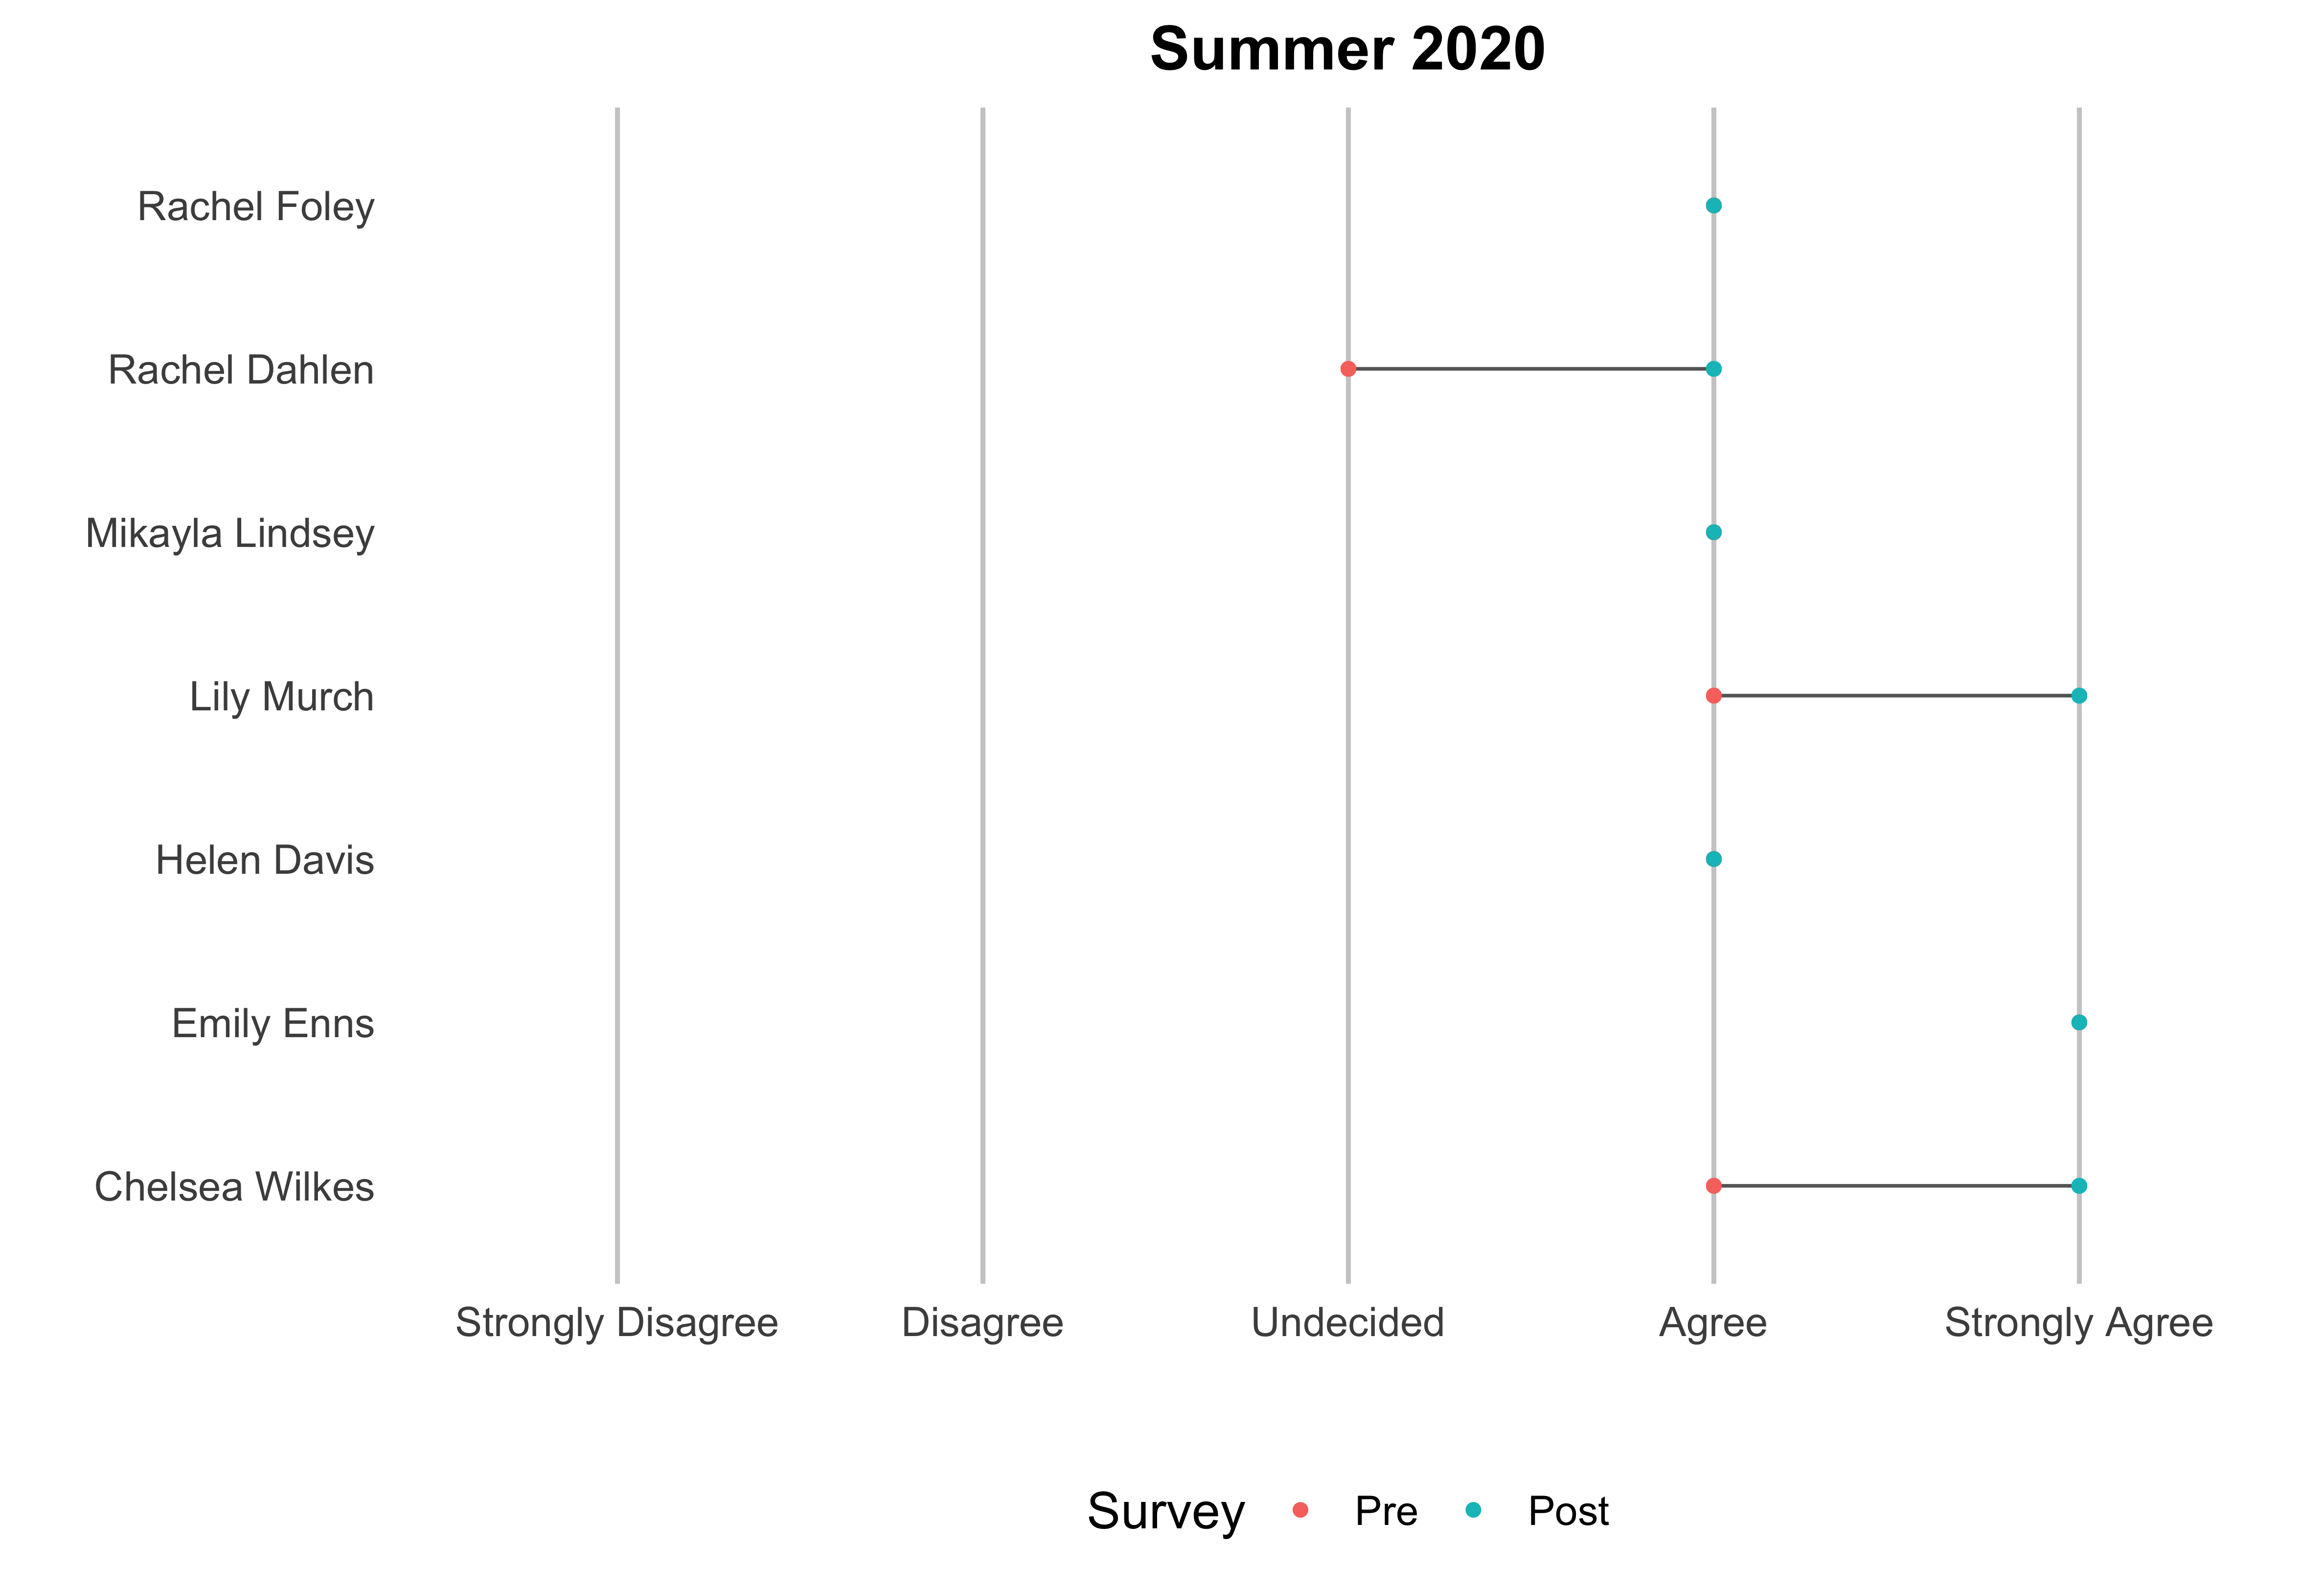 Summer 2020
Rachel Foley
Rachel Dahlen
Mikayla Lindsey
Lily Murch
Helen Davis
Emily Enns
Chelsea Wilkes
Strongly Disagree Disagree Undecided Agree Strongly Agree
Survey Pre Post